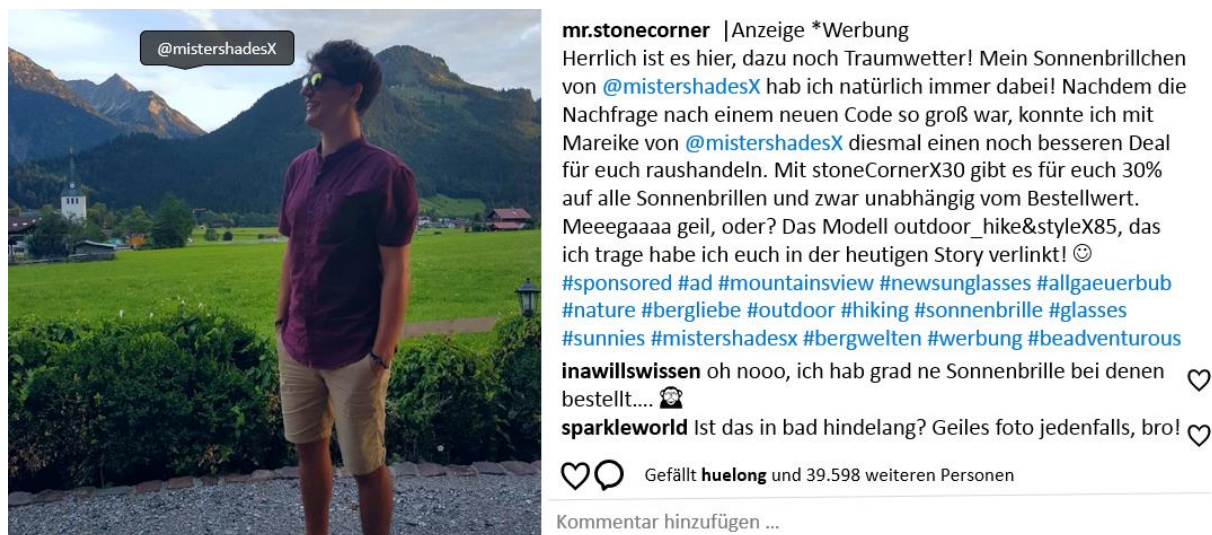 @mistershadesX
mr.stonecorner |Anzeige *Werbung
Herrlich ist es hier, dazu noch Traumwetter! Mein Sonnenbrillchen
von @mistershadesX hab ich natürlich immer dabei! Nachdem die
Nachfrage nach einem neuen Code so groß war, konnte ich mit
Mareike von @mistershadesX diesmal einen noch besseren Deal
für euch raushandeln. Mit stoneCornerX30 gibt es für euch 30%
auf alle Sonnenbrillen und zwar unabhängig vom Bestellwert.
Meeegaaaa geil, oder? Das Modell outdoor_hike&styleX85, das
ich trage habe ich euch in der heutigen Story verlinkt! ☺
#sponsored #ad #mountainsview #newsunglasses #allgaeuerbub
#nature #bergliebe #outdoor #hiking #sonnenbrille #glasses
#sunnies #mistershadesx #bergwelten #werbung #beadventurous
inawillswissen oh nooo, ich hab grad ne Sonnenbrille bei denen
bestellt.... 🙊
sparkleworld Ist das in bad hindelang? Geiles foto jedenfalls, bro!
Gefällt huelong und 39.598 weiteren Personen
Kommentar hinzufügen ...